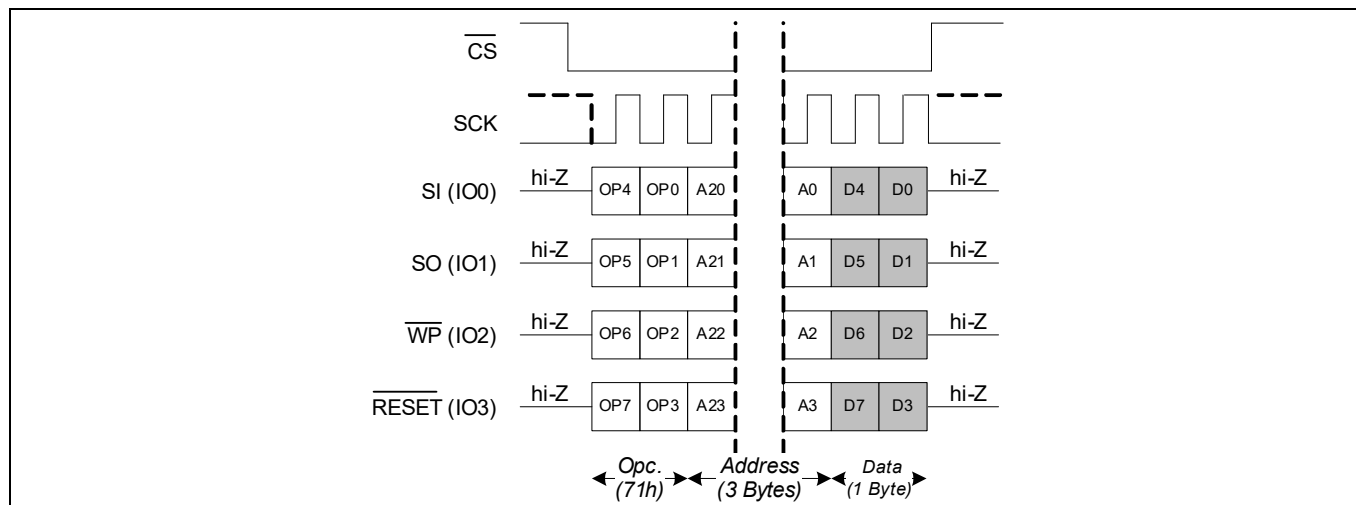 CS
SCK
SI (IO0) hi-Z OP4 OP0 A20 A0 D4 D0 hi-Z
SO (IO1) hi-Z OP5 OP1 A21 A1 D5 D1 hi-Z
WP (IO2) hi-Z OP6 OP2 A22 A2 D6 D2 hi-Z
RESET (IO3) hi-Z OP7 OP3 A23 A3 D7 D3 hi-Z
Opc. Address Data
(71h) (3 Bytes) (1 Byte)